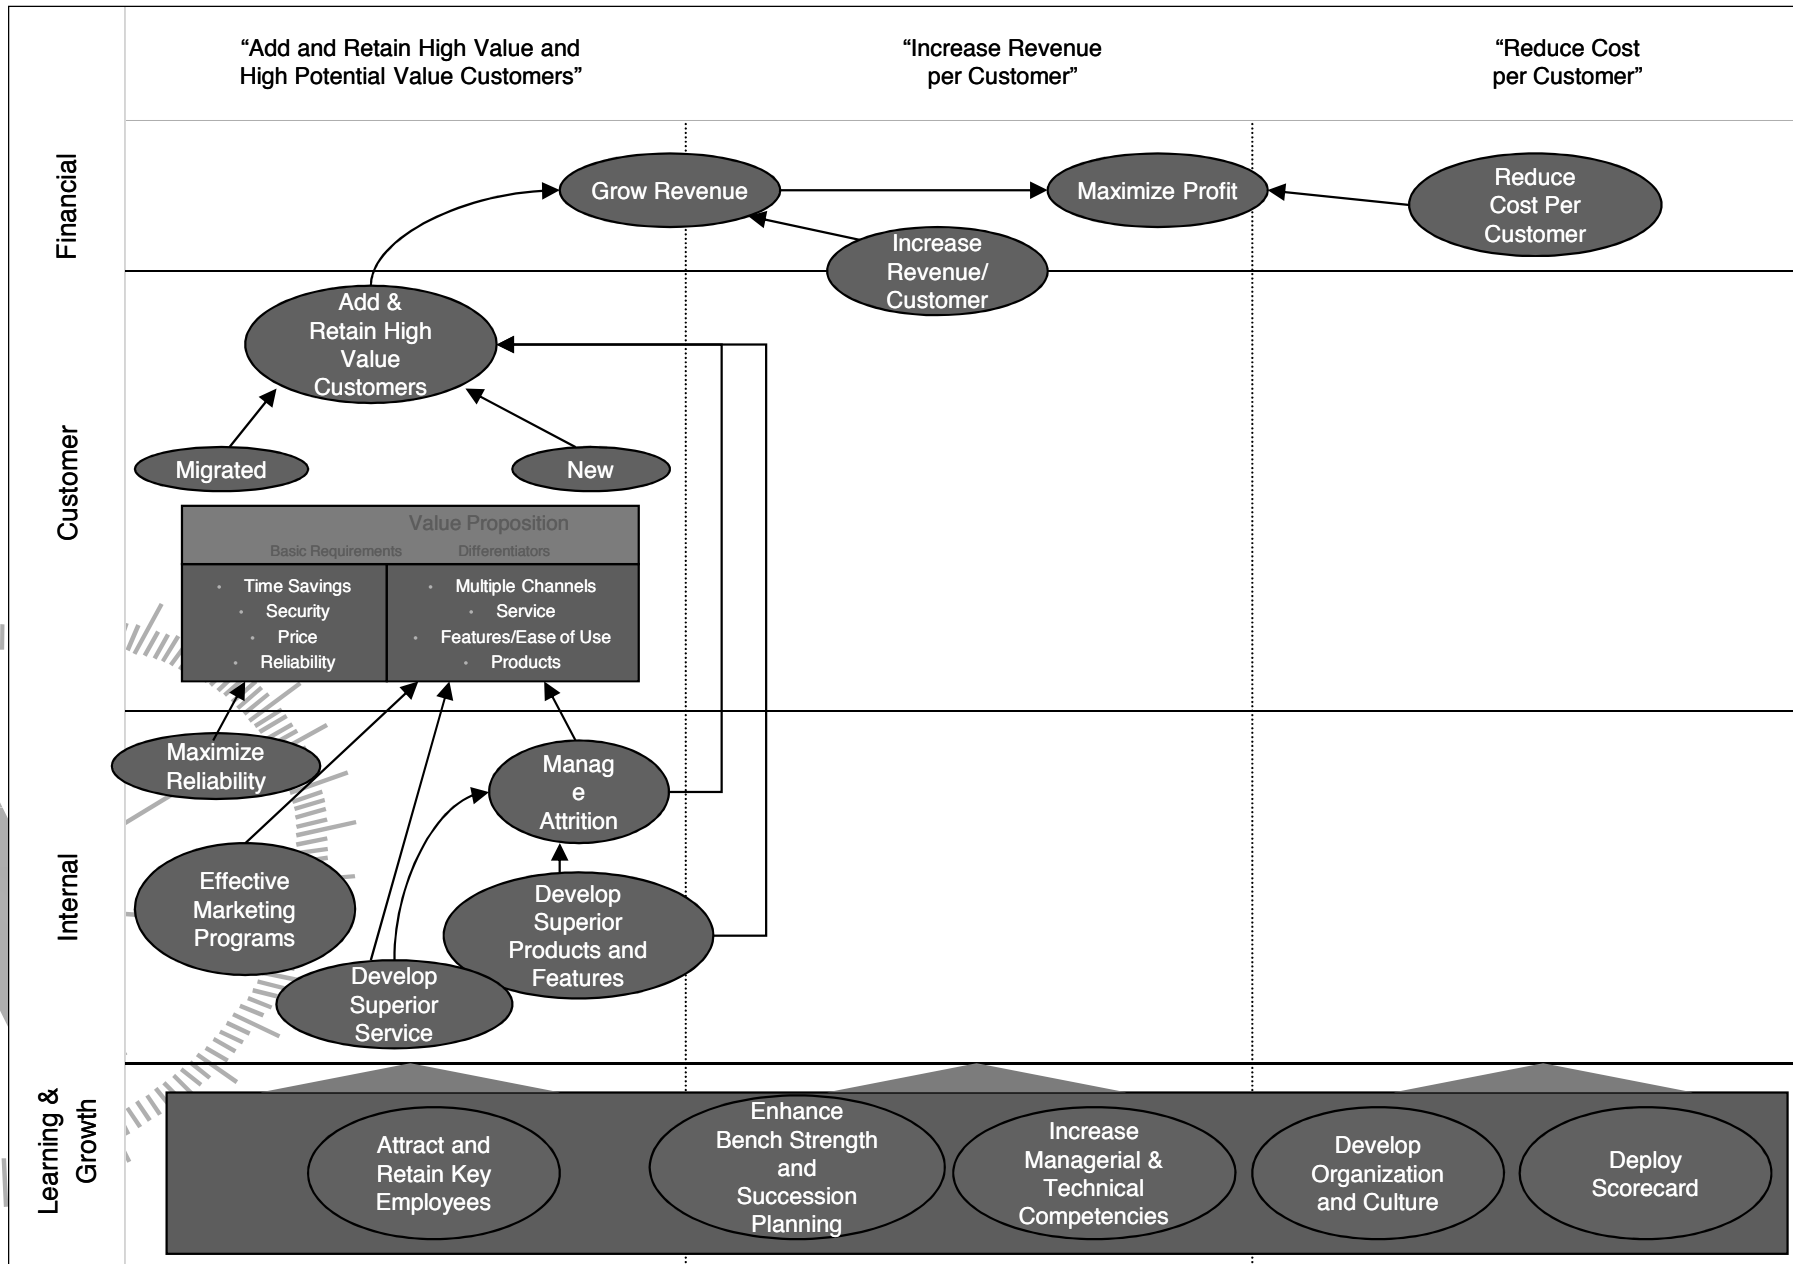 “Add and Retain High Value and
High Potential Value Customers”
“Increase Revenue
per Customer”
“Reduce Cost
per Customer”
Financial
Grow Revenue
Maximize Profit
Reduce
Cost Per
Customer
Increase
Revenue/
Customer
Customer
Add &
Retain High
Value
Customers
Migrated
New
Value Proposition
Basic Requirements
Differentiators
· Time Savings
· Security
· Price
· Reliability
· Multiple Channels
· Service
· Features/Ease of Use
· Products
Internal
Maximize
Reliability
Manag
e
Attrition
Effective
Marketing
Programs
Develop
Superior
Products and
Features
Develop
Superior
Service
Learning &
Growth
Attract and
Retain Key
Employees
Enhance
Bench Strength
and
Succession
Planning
Increase
Managerial &
Technical
Competencies
Develop
Organization
and Culture
Deploy
Scorecard